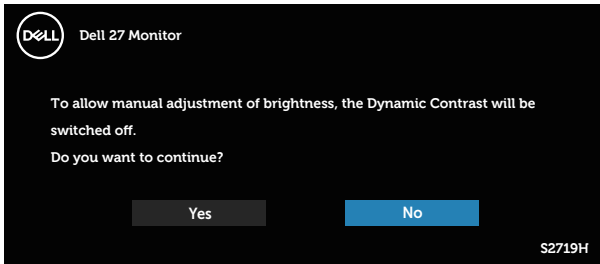 DELL
Dell 27 Monitor
To allow manual adjustment of brightness, the Dynamic Contrast will be
switched off.
Do you want to continue?
Yes No
S2719H